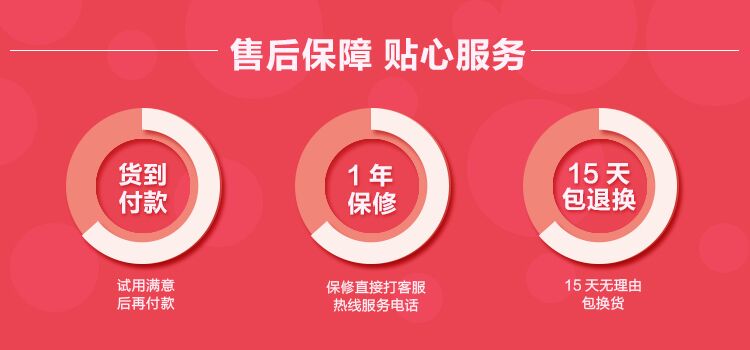 售后保障 贴心服务
货到
付款
试用满意
后再付款
1年
保修
保修直接打客服
热线服务电话
15天
包退换
15天无理由
包换货